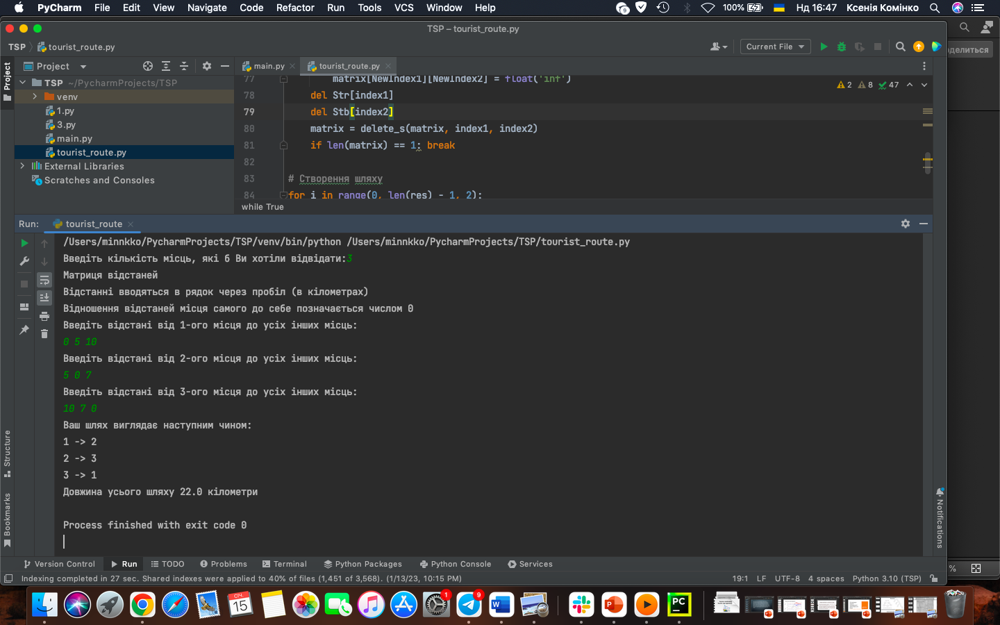 PyCharm File Edit View Navigate Code Refactor Run Tools VCS Window Help 9 100% Нд 16:47 Ксенія Комінко
TSP – tourist_route.py
TSP tourist_route.py Current File
делиться
Project
Project
main.py tourist_route.py
TSP ~/PycharmProjects/TSP
venv
1.py
3.py
main.py
tourist_route.py
External Libraries
Scratches and Consoles
2 8 47
77 matrix[NewIndex1][NewIndex2] = float('inf')
78 del Str[index1]
79 del Stb[index2]
80 matrix = delete_s(matrix, index1, index2)
81 if len(matrix) == 1: break
82
83 # Створення шляху
84 for i in range(0, len(res) - 1, 2):
while True
Run: tourist_route
/Users/minnkko/PycharmProjects/TSP/venv/bin/python /Users/minnkko/PycharmProjects/TSP/tourist_route.py
Введіть кількість місць, які б Ви хотіли відвідати:3
Матриця відстаней
Відстанні вводяться в рядок через пробіл (в кілометрах)
Відношення відстаней місця самого до себе позначається числом 0
Введіть відстані від 1-ого місця до усіх інших місць:
0 5 10
Введіть відстані від 2-ого місця до усіх інших місць:
5 0 7
Введіть відстані від 3-ого місця до усіх інших місць:
10 7 0
Ваш шлях виглядає наступним чином:
1 -> 2
2 -> 3
3 -> 1
Довжина усього шляху 22.0 кілометри
Process finished with exit code 0
Structure
Bookmarks
Notifications
Version Control Run TODO Problems Terminal Python Packages Python Console Services
%
Indexing completed in 27 sec. Shared indexes were applied to 40% of files (1,451 of 3,568). (1/13/23, 10:15 PM) 19:1 LF UTF-8 4 spaces Python 3.10 (TSP)
СІЧ.
15
1
9
W
P
PC